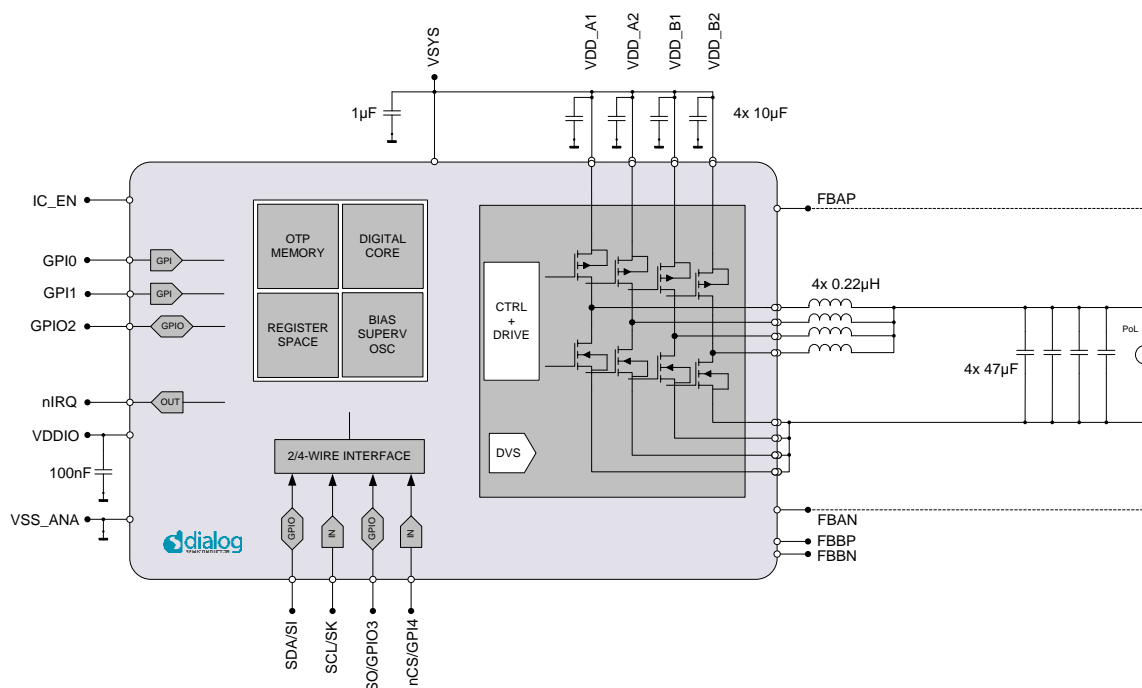 VSYS
VDD_A1
VDD_A2
VDD_B1
VDD_B2
1µF
4x 10µF
IC_EN
GPI0
GPI
GPI1
GPI
GPIO2
GPIO
nIRQ
OUT
VDDIO
100nF
VSS_ANA
OTP
MEMORY
DIGITAL
CORE
REGISTER
SPACE
BIAS
SUPERV
OSC
2/4-WIRE INTERFACE
GPIO
IN
GPIO
IN
SDA/SI
SCL/SK
SO/GPIO3
nCS/GPI4
dialog
SEMICONDUCTOR
CTRL
+
DRIVE
DVS
FBAP
4x 0.22µH
4x 47µF
PoL
FBAN
FBBP
FBBN